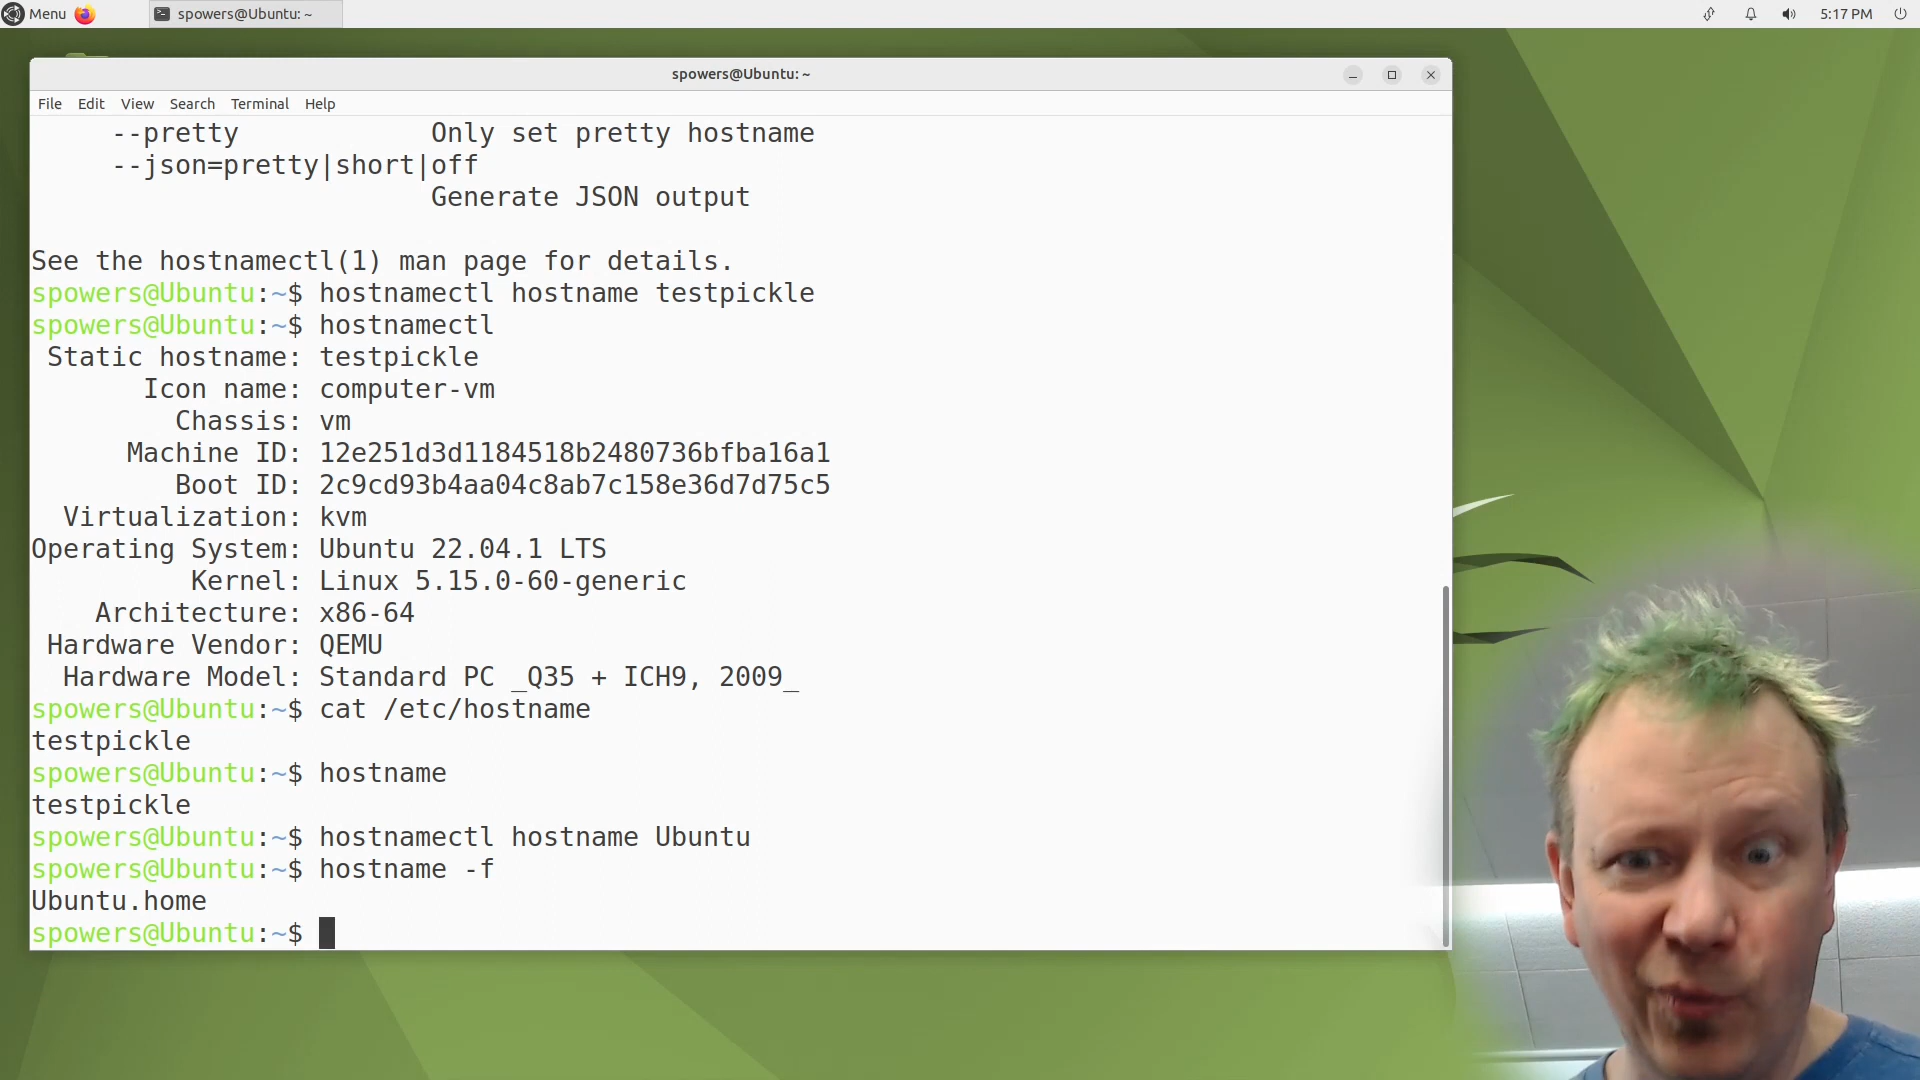 Menu spowers@Ubuntu: ~ 5:17 PM
spowers@Ubuntu: ~
File Edit View Search Terminal Help
--pretty Only set pretty hostname
--json=pretty|short|off
Generate JSON output
See the hostnamectl(1) man page for details.
spowers@Ubuntu:~$ hostnamectl hostname testpickle
spowers@Ubuntu:~$ hostnamectl
Static hostname: testpickle
Icon name: computer-vm
Chassis: vm
Machine ID: 12e251d3d1184518b2480736bfba16a1
Boot ID: 2c9cd93b4aa04c8ab7c158e36d7d75c5
Virtualization: kvm
Operating System: Ubuntu 22.04.1 LTS
Kernel: Linux 5.15.0-60-generic
Architecture: x86-64
Hardware Vendor: QEMU
Hardware Model: Standard PC _Q35 + ICH9, 2009_
spowers@Ubuntu:~$ cat /etc/hostname
testpickle
spowers@Ubuntu:~$ hostname
testpickle
spowers@Ubuntu:~$ hostnamectl hostname Ubuntu
spowers@Ubuntu:~$ hostname -f
Ubuntu.home
spowers@Ubuntu:~$